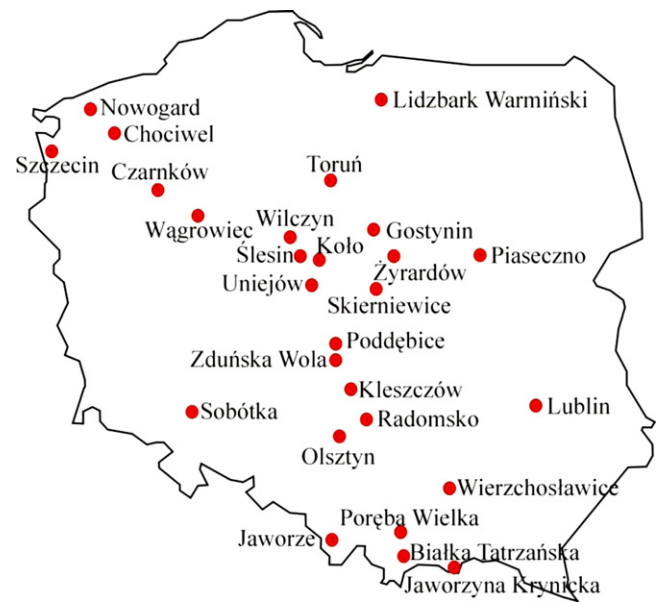 Nowogard
Lidzbark Warmiński
Chociwel
Szczecin
Toruń
Czarnków
Wągrowiec
Wilczyn
Gostynin
Koło
Ślesin
Piaseczno
Żyrardów
Uniejów
Skierniewice
Poddębice
Zduńska Wola
Kleszczów
Sobótka
Lublin
Radomsko
Olsztyn
Wierzchosławice
Poręba Wielka
Jaworze
Białka Tatrzańska
Jaworzyna Krynicka